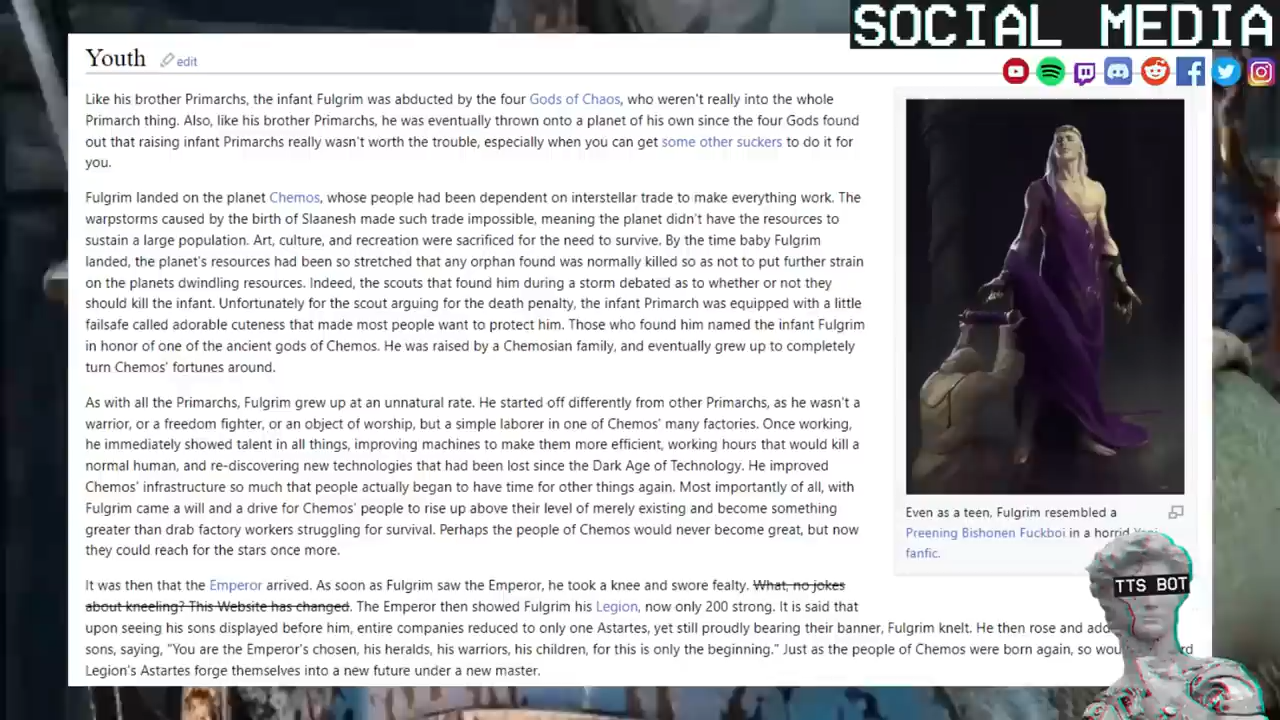 SOCIAL MEDIA
Youth
edit
Like his brother Primarchs, the infant Fulgrim was abducted by the four Gods of Chaos, who weren't really into the whole
Primarch thing. Also, like his brother Primarchs, he was eventually thrown onto a planet of his own since the four Gods found
out that raising infant Primarchs really wasn't worth the trouble, especially when you can get some other suckers to do it for
you.
Fulgrim landed on the planet Chemos, whose people had been dependent on interstellar trade to make everything work. The
warpstorms caused by the birth of Slaanesh made such trade impossible, meaning the planet didn't have the resources to
sustain a large population. Art, culture, and recreation were sacrificed for the need to survive. By the time baby Fulgrim
landed, the planet's resources had been so stretched that any orphan found was normally killed so as not to put further strain
on the planets dwindling resources. Indeed, the scouts that found him during a storm debated as to whether or not they
should kill the infant. Unfortunately for the scout arguing for the death penalty, the infant Primarch was equipped with a little
failsafe called adorable cuteness that made most people want to protect him. Those who found him named the infant Fulgrim
in honor of one of the ancient gods of Chemos. He was raised by a Chemosian family, and eventually grew up to completely
turn Chemos' fortunes around.
As with all the Primarchs, Fulgrim grew up at an unnatural rate. He started off differently from other Primarchs, as he wasn't a
warrior, or a freedom fighter, or an object of worship, but a simple laborer in one of Chemos' many factories. Once working,
he immediately showed talent in all things, improving machines to make them more efficient, working hours that would kill a
normal human, and re-discovering new technologies that had been lost since the Dark Age of Technology. He improved
Chemos' infrastructure so much that people actually began to have time for other things again. Most importantly of all, with
Fulgrim came a will and a drive for Chemos' people to rise up above their level of merely existing and become something
greater than drab factory workers struggling for survival. Perhaps the people of Chemos would never become great, but now
they could reach for the stars once more.
It was then that the Emperor arrived. As soon as Fulgrim saw the Emperor, he took a knee and swore fealty. What, no jokes
about kneeling? This Website has changed. The Emperor then showed Fulgrim his Legion, now only 200 strong. It is said that
upon seeing his sons displayed before him, entire companies reduced to only one Astartes, yet still proudly bearing their banner, Fulgrim knelt. He then rose and
sons, saying, "You are the Emperor's chosen, his heralds, his warriors, his children, for this is only the beginning." Just as the people of Chemos were born again, so
Legion's Astartes forge themselves into a new future under a new master.
Even as a teen, Fulgrim resembled a
Preening Bishonen Fuckboi in a horrid
fanfic.
TTS BOT